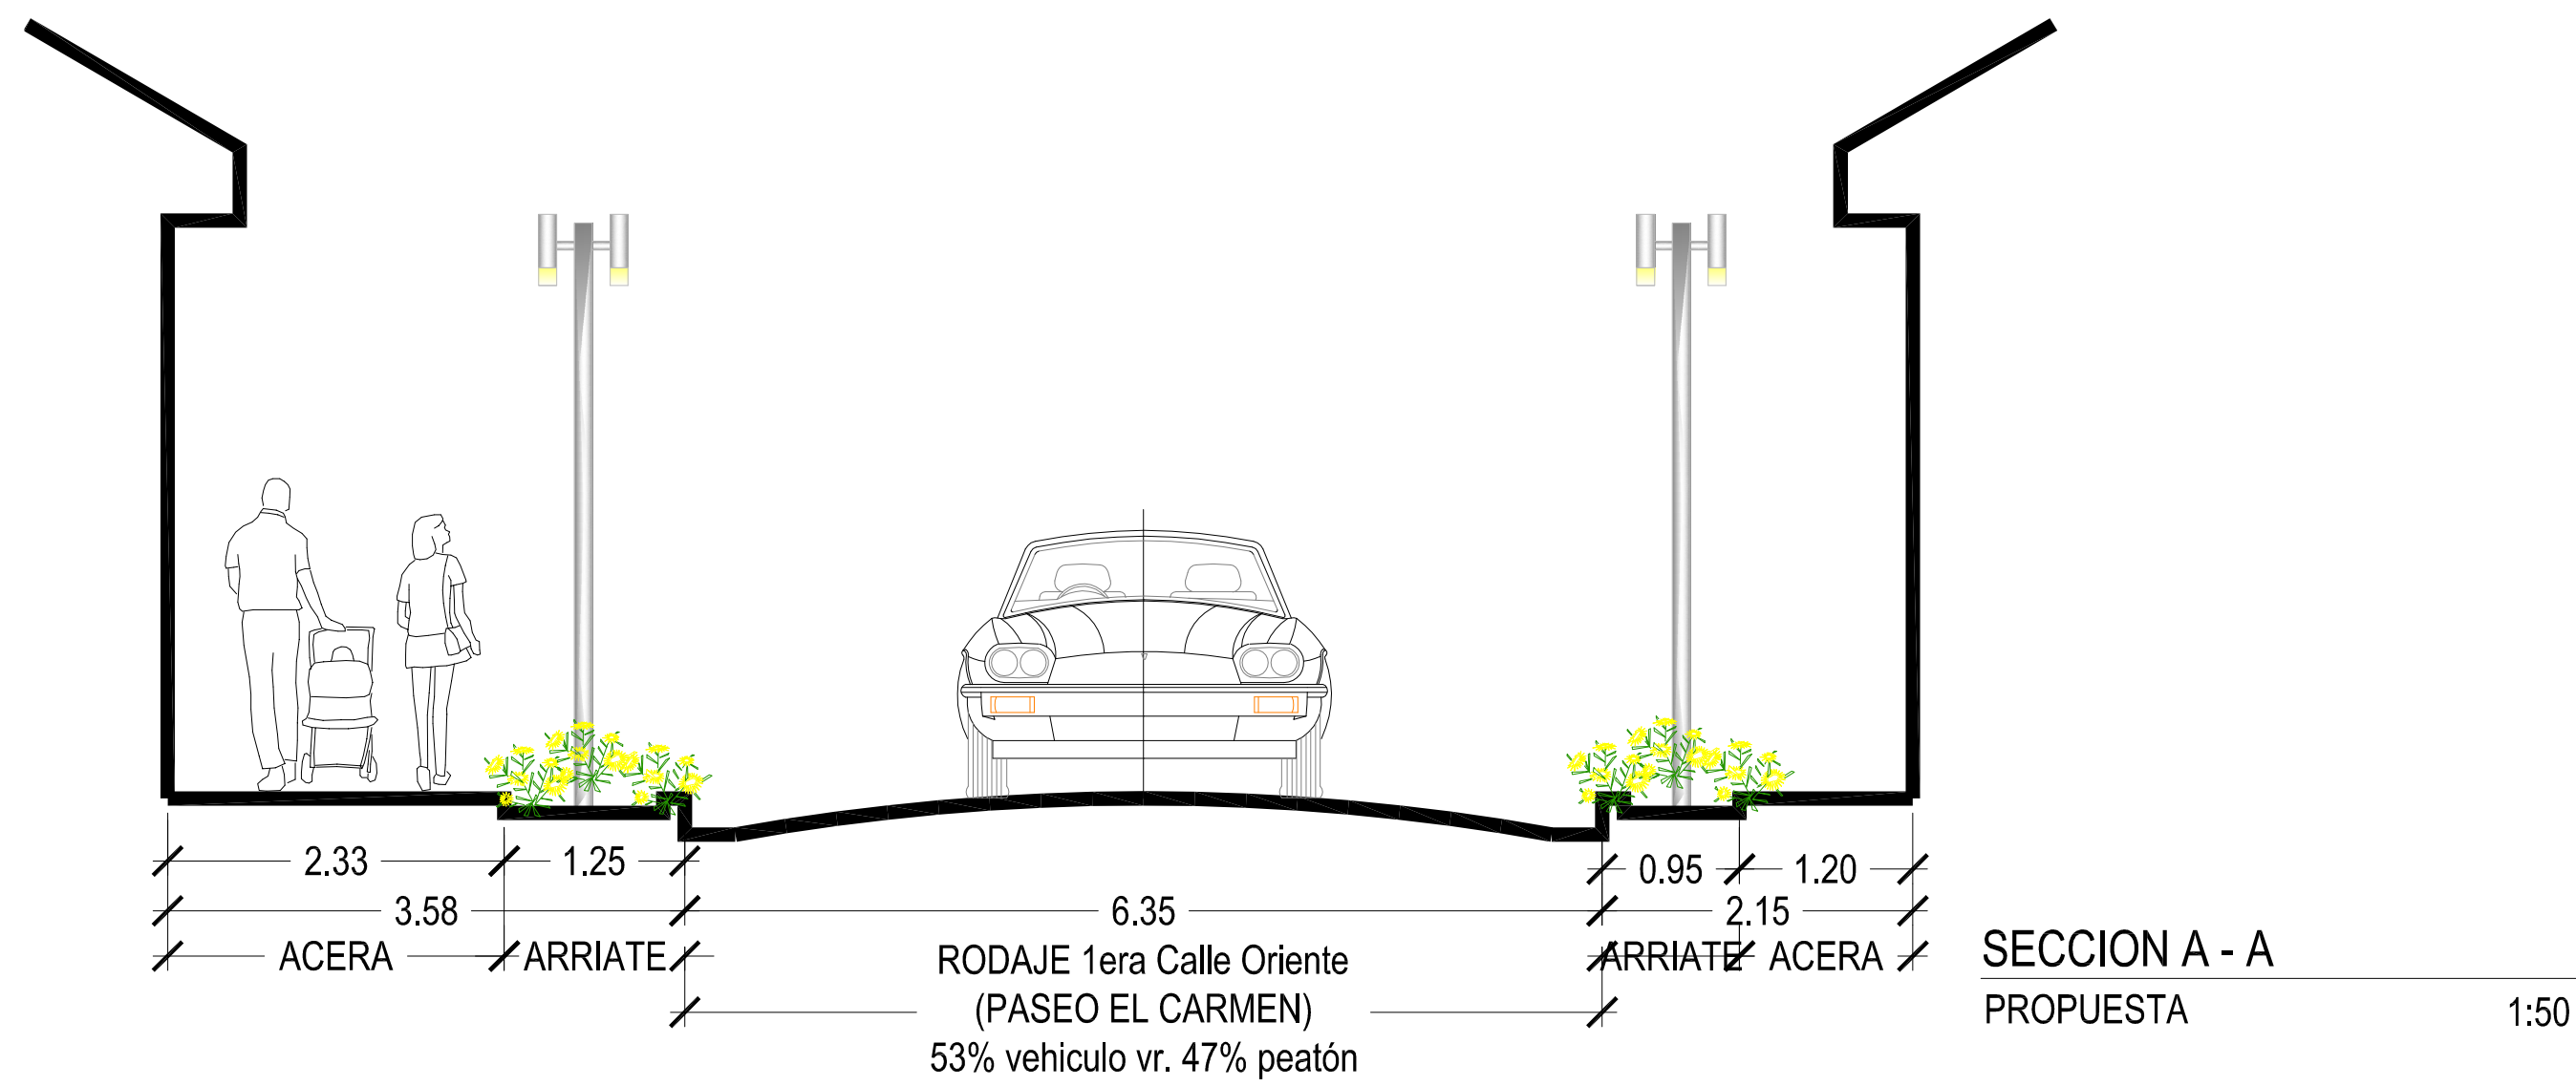 2.33 1.25 0.95 1.20
3.58 6.35 2.15
ACERA ARRIATE ARRIATE ACERA
RODAJE 1era Calle Oriente
(PASEO EL CARMEN)
53% vehiculo vr. 47% peatón
SECCION A - A
PROPUESTA 1:50